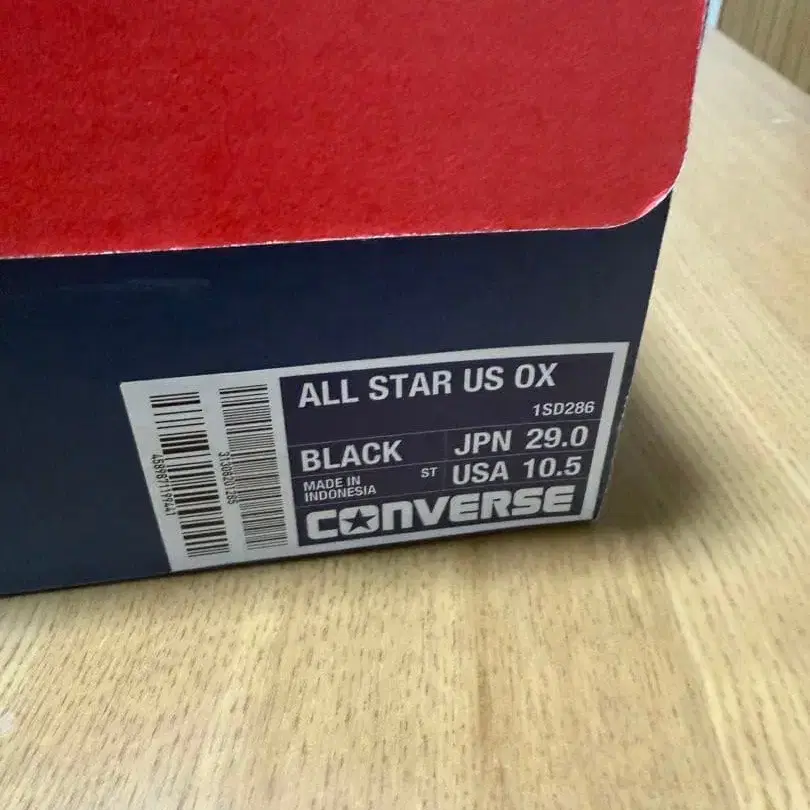 ALL STAR US OX
1SD286
BLACK
JPN 29.0
MADE IN
INDONESIA
ST
USA 10.5
CONVERSE